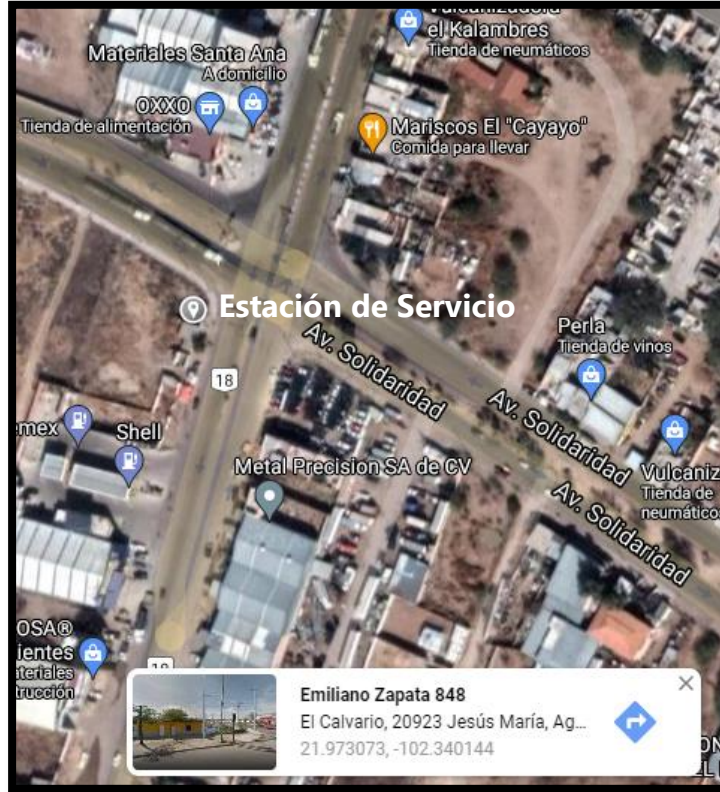 Vulcanizadora
el Kalambres
Tienda de neumáticos
Materiales Santa Ana
A domicilio
OXXO
Tienda de alimentación
Mariscos El "Cayayo"
Comida para llevar
Estación de Servicio
Perla
Tienda de vinos
Av. Solidaridad
18
Av. Solidaridad
emex
Shell
Metal Precision SA de CV
Vulcaniz
Tienda de
neumáticos
Av. Solidaridad
OSA®
ientes
ateriales
trucción
18
Emiliano Zapata 848
El Calvario, 20923 Jesús María, Ag...
21.973073, -102.340144